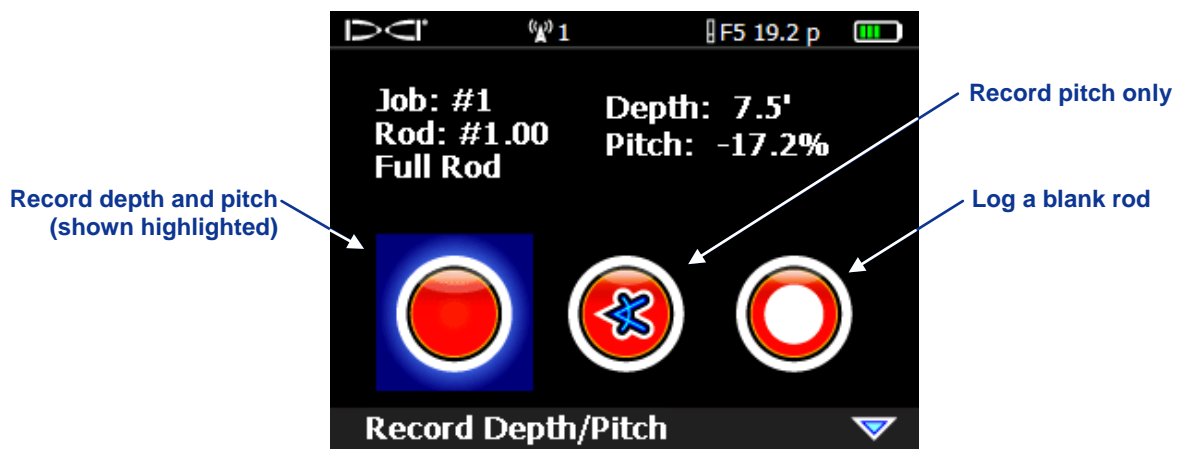 DCI
1
F5 19.2 p
Job: #1
Rod: #1.00
Full Rod
Depth: 7.5'
Pitch: -17.2%
Record pitch only
Record depth and pitch
(shown highlighted)
Log a blank rod
Record Depth/Pitch